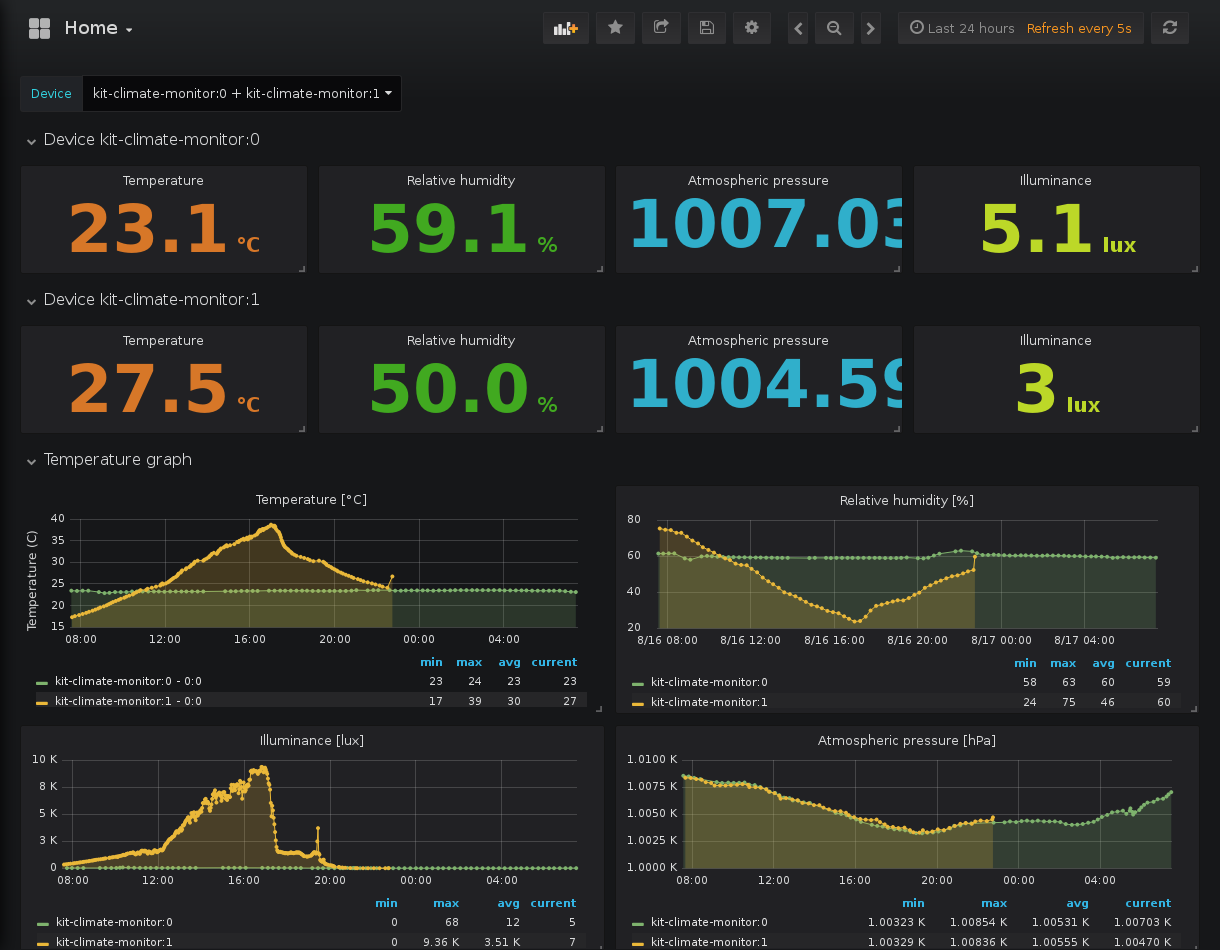 Home
Last 24 hours Refresh every 5s
Device kit-climate-monitor:0 + kit-climate-monitor:1
Device kit-climate-monitor:0
Temperature Relative humidity Atmospheric pressure Illuminance
23.1 °C 59.1 % 1007.03 5.1 lux
Device kit-climate-monitor:1
Temperature Relative humidity Atmospheric pressure Illuminance
27.5 °C 50.0 % 1004.59 3 lux
Temperature graph
Temperature [°C]
Temperature (C)
40
35
30
25
20
15
08:00 12:00 16:00 20:00 00:00 04:00
min max avg current
kit-climate-monitor:0 - 0:0 23 24 23 23
kit-climate-monitor:1 - 0:0 17 39 30 27
Relative humidity [%]
80
60
40
20
8/16 08:00 8/16 12:00 8/16 16:00 8/16 20:00 8/17 00:00 8/17 04:00
min max avg current
kit-climate-monitor:0 58 63 60 59
kit-climate-monitor:1 24 75 46 60
Illuminance [lux]
10 K
8 K
5 K
3 K
0
08:00 12:00 16:00 20:00 00:00 04:00
min max avg current
kit-climate-monitor:0 0 68 12 5
kit-climate-monitor:1 0 9.36 K 3.51 K 7
Atmospheric pressure [hPa]
1.0100 K
1.0075 K
1.0050 K
1.0025 K
1.0000 K
08:00 12:00 16:00 20:00 00:00 04:00
min max avg current
kit-climate-monitor:0 1.00323 K 1.00854 K 1.00531 K 1.00703 K
kit-climate-monitor:1 1.00329 K 1.00836 K 1.00555 K 1.00470 K